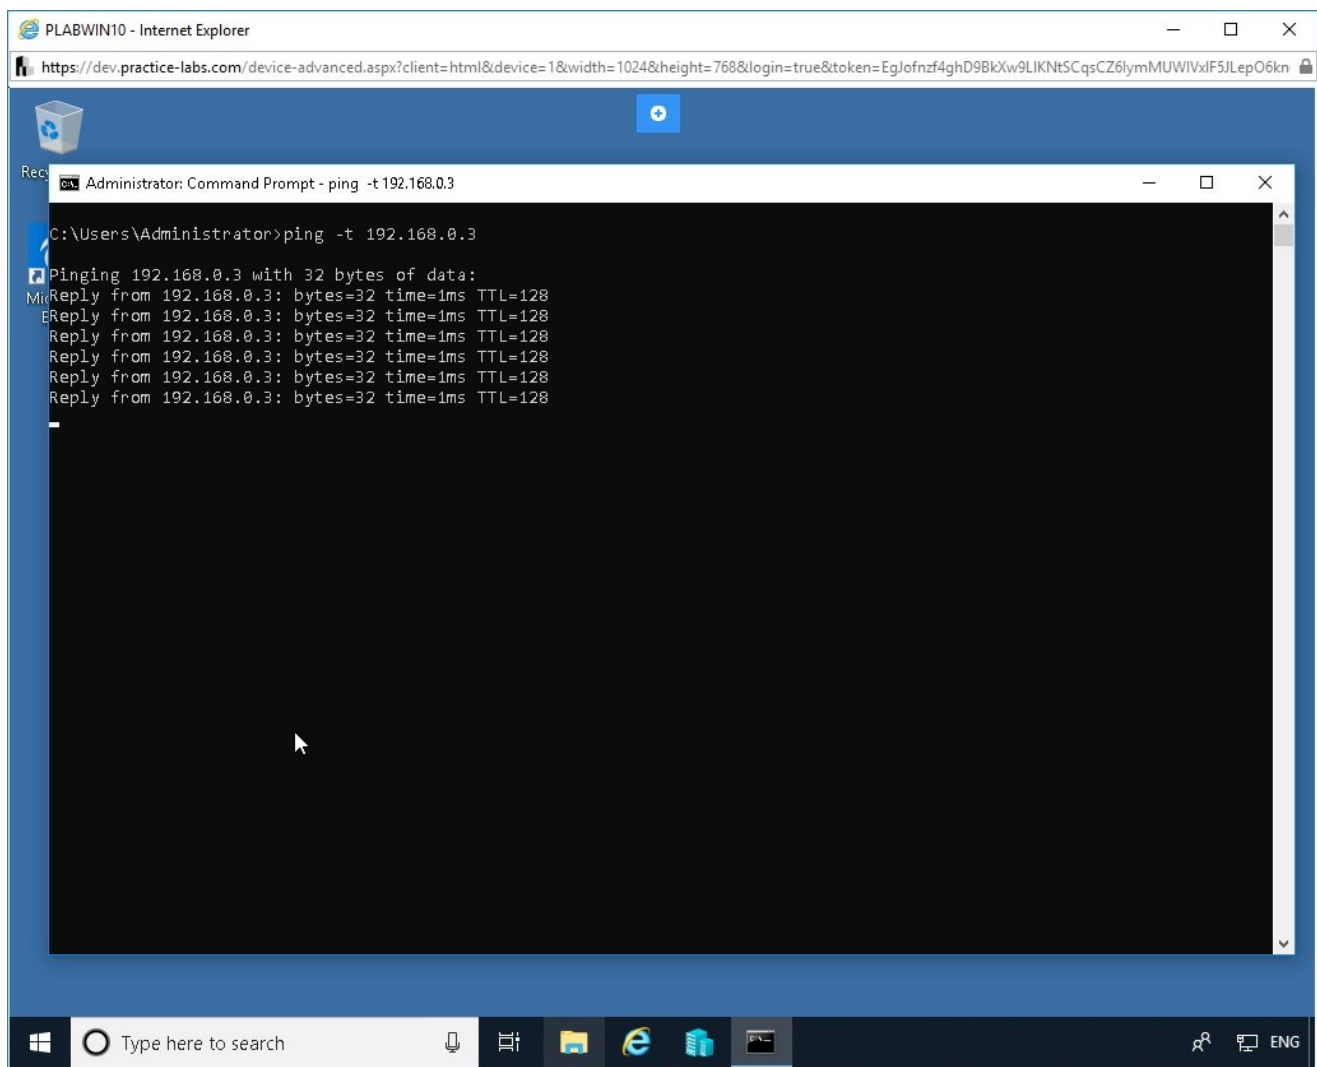 PLABWIN10 - Internet Explorer
https://dev.practice-labs.com/device-advanced.aspx?client=html&device=1&width=1024&height=768&login=true&token=
Administrator: Command Prompt - ping -t 192.168.0.3
C:\Users\Administrator>ping -t 192.168.0.3
Pinging 192.168.0.3 with 32 bytes of data:
Reply from 192.168.0.3: bytes=32 time=1ms TTL=128
Reply from 192.168.0.3: bytes=32 time=1ms TTL=128
Reply from 192.168.0.3: bytes=32 time=1ms TTL=128
Reply from 192.168.0.3: bytes=32 time=1ms TTL=128
Reply from 192.168.0.3: bytes=32 time=1ms TTL=128
Reply from 192.168.0.3: bytes=32 time=1ms TTL=128
Type here to search
ENG